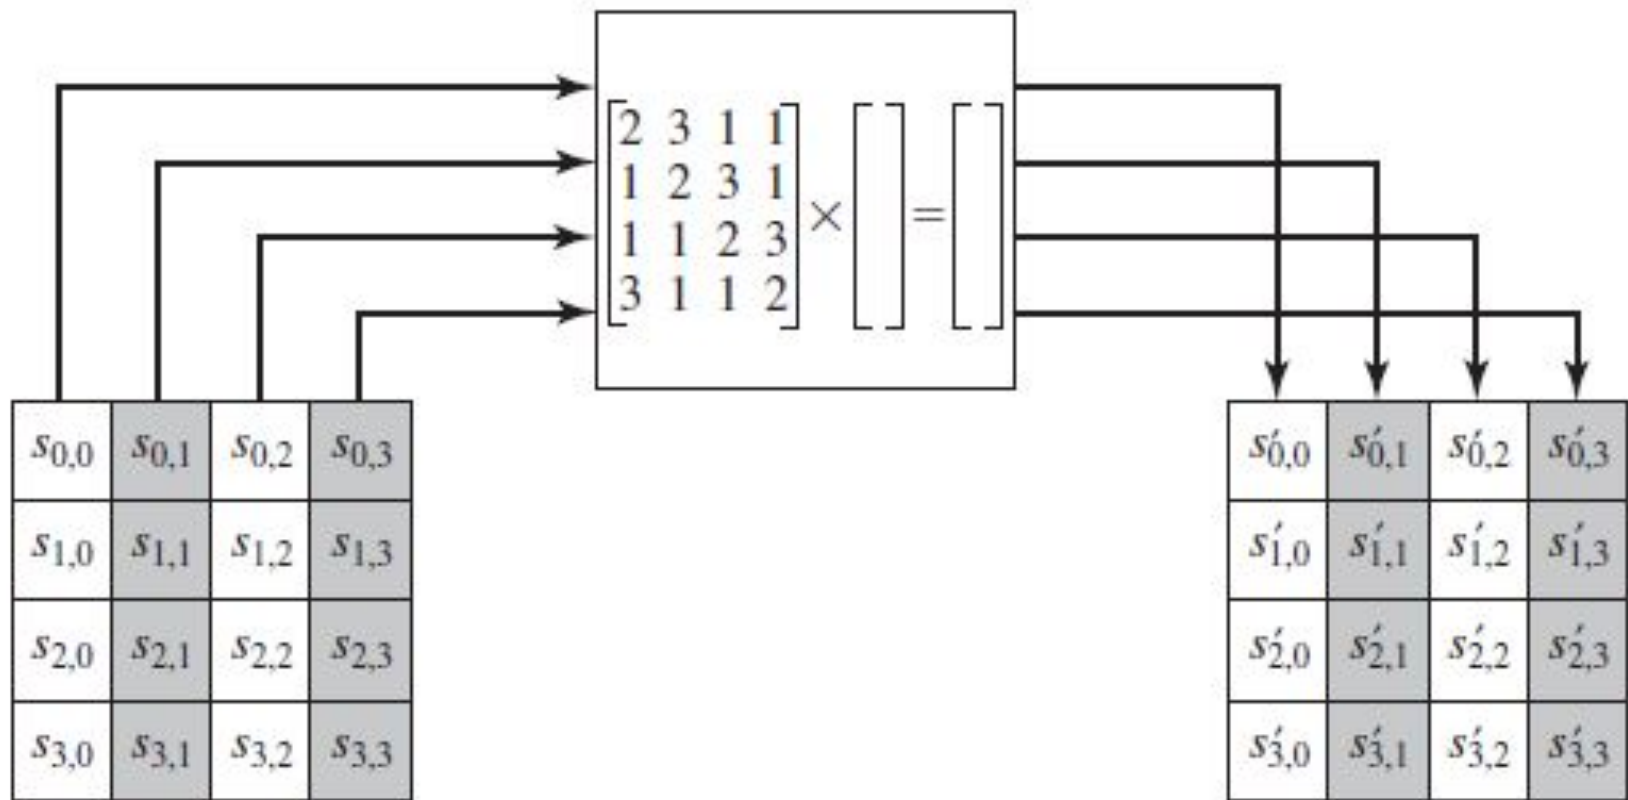 2 3 1 1
1 2 3 1
1 1 2 3
3 1 1 2
× =
s0,0 s0,1 s0,2 s0,3
s1,0 s1,1 s1,2 s1,3
s2,0 s2,1 s2,2 s2,3
s3,0 s3,1 s3,2 s3,3
s′0,0 s′0,1 s′0,2 s′0,3
s′1,0 s′1,1 s′1,2 s′1,3
s′2,0 s′2,1 s′2,2 s′2,3
s′3,0 s′3,1 s′3,2 s′3,3